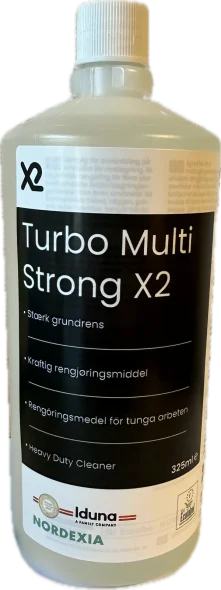 X2
Turbo Multi
Strong X2
• Stærk grundrens
• Kraftig rengjøringsmiddel
• Rengöringsmedel för tunga arbeten
• Heavy Duty Cleaner
325ml e
Iduna
A FAMILY COMPANY
NORDEXIA